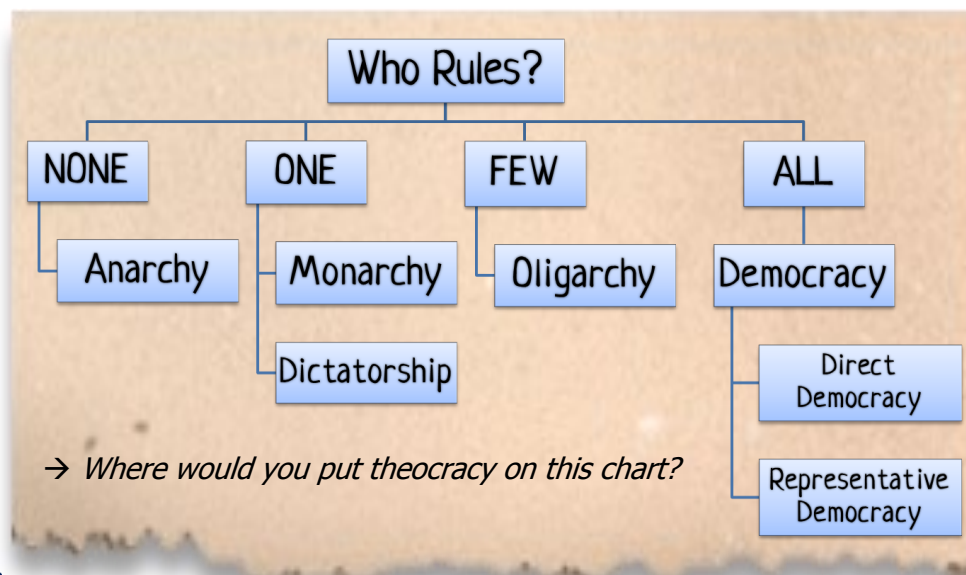 Who Rules?
NONE
ONE
FEW
ALL
Anarchy
Monarchy
Oligarchy
Democracy
Dictatorship
Direct
Democracy
→ Where would you put theocracy on this chart?
Representative
Democracy